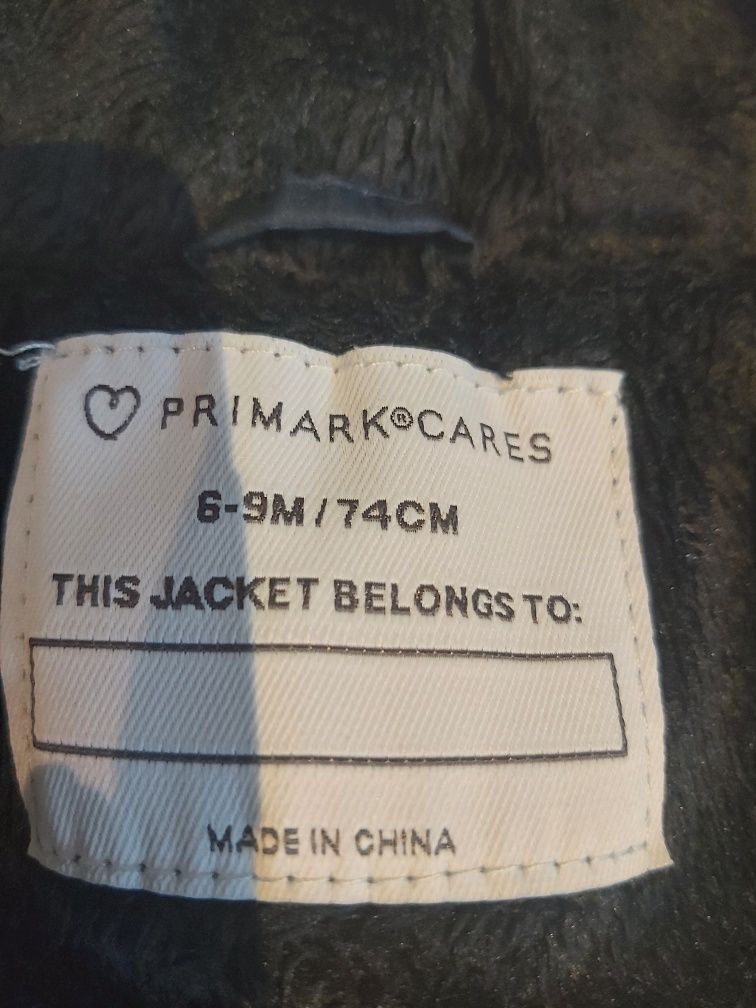 PRIMARK®CARES
6-9M/74CM
THIS JACKET BELONGS TO:
MADE IN CHINA